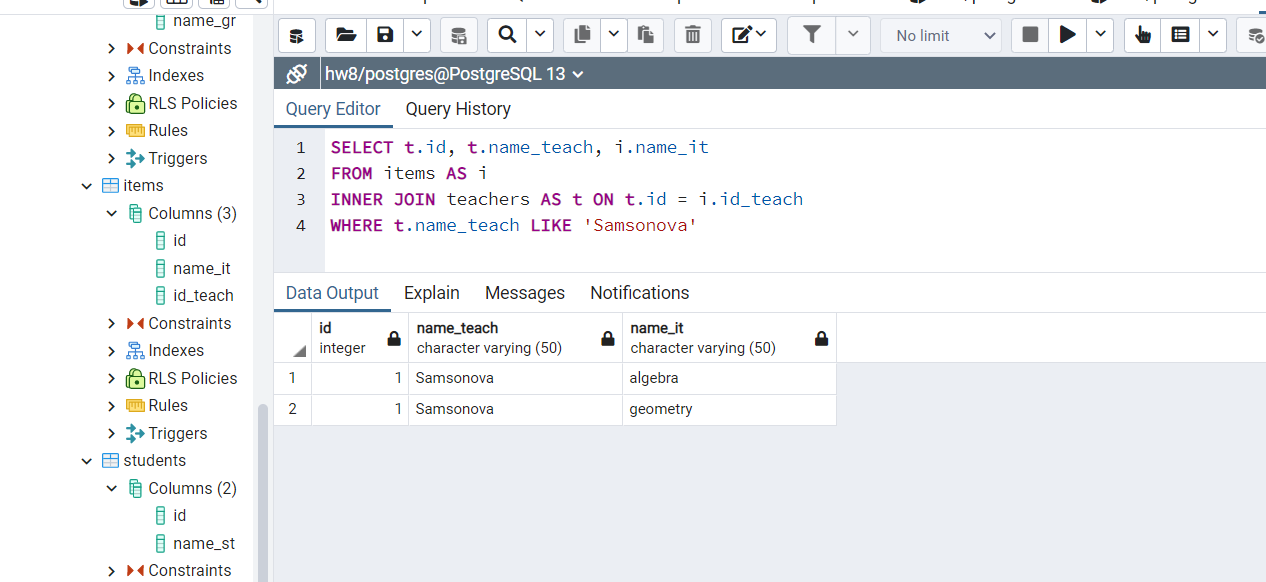 name_gr
Constraints
Indexes
RLS Policies
Rules
Triggers
items
Columns (3)
id
name_it
id_teach
Constraints
Indexes
RLS Policies
Rules
Triggers
students
Columns (2)
id
name_st
Constraints
No limit
hw8/postgres@PostgreSQL 13
Query Editor Query History
1 SELECT t.id, t.name_teach, i.name_it
2 FROM items AS i
3 INNER JOIN teachers AS t ON t.id = i.id_teach
4 WHERE t.name_teach LIKE 'Samsonova'
Data Output Explain Messages Notifications
id name_teach name_it
integer character varying (50) character varying (50)
1 1 Samsonova algebra
2 1 Samsonova geometry